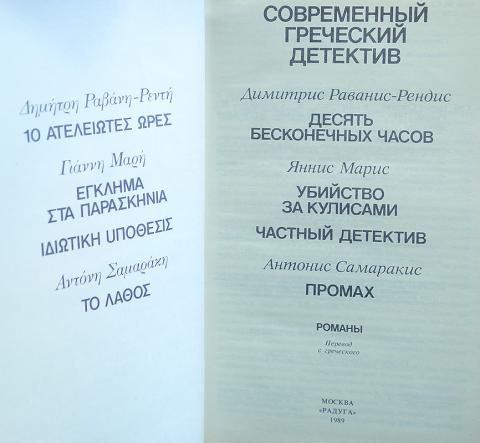 Δημήτρη Ραβάνη-Ρεντή
10 ΑΤΕΛΕΙΩΤΕΣ ΩΡΕΣ
Γιάννη Μαρή
ΕΓΚΛΗΜΑ
ΣΤΑ ΠΑΡΑΣΚΗΝΙΑ
ΙΔΙΩΤΙΚΗ UΠΟΘΕΣΙΣ
Αντόνη Σαμαράκη
ΤΟ ΛΑΘΟΣ
СОВРЕМЕННЫЙ
ГРЕЧЕСКИЙ
ДЕТЕКТИВ
Димитрис Раванис-Рендис
ДЕСЯТЬ
БЕСКОНЕЧНЫХ ЧАСОВ
Яннис Марис
УБИЙСТВО
ЗА КУЛИСАМИ
ЧАСТНЫЙ ДЕТЕКТИВ
Антонис Самаракис
ПРОМАХ
РОМАНЫ
Перевод
с греческого
МОСКВА
«РАДУГА»
1989